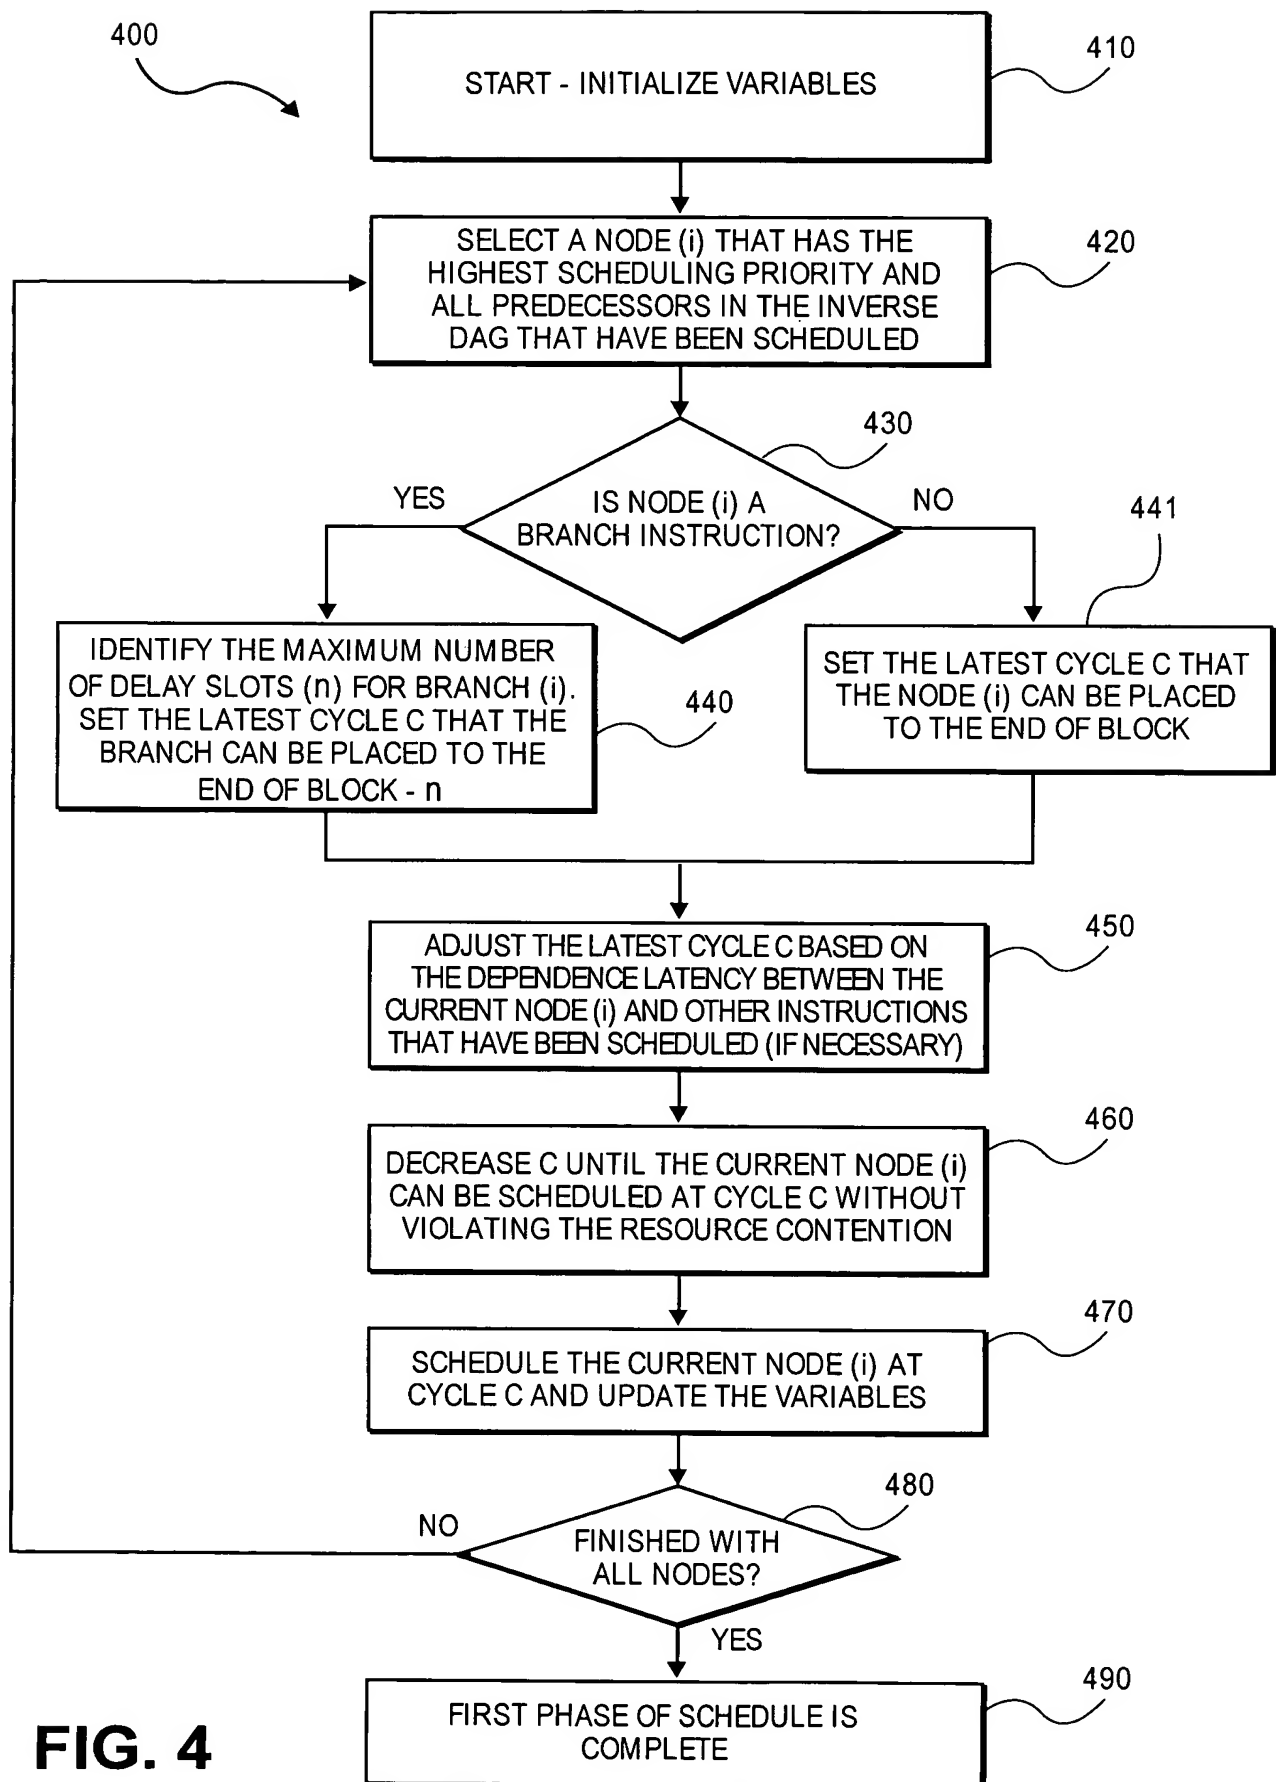 400
410
START - INITIALIZE VARIABLES
420
SELECT A NODE (i) THAT HAS THE
HIGHEST SCHEDULING PRIORITY AND
ALL PREDECESSORS IN THE INVERSE
DAG THAT HAVE BEEN SCHEDULED
430
IS NODE (i) A
BRANCH INSTRUCTION?
YES
NO
441
IDENTIFY THE MAXIMUM NUMBER
OF DELAY SLOTS (n) FOR BRANCH (i).
SET THE LATEST CYCLE C THAT THE
BRANCH CAN BE PLACED TO THE
END OF BLOCK - n
440
SET THE LATEST CYCLE C THAT
THE NODE (i) CAN BE PLACED
TO THE END OF BLOCK
450
ADJUST THE LATEST CYCLE C BASED ON
THE DEPENDENCE LATENCY BETWEEN THE
CURRENT NODE (i) AND OTHER INSTRUCTIONS
THAT HAVE BEEN SCHEDULED (IF NECESSARY)
460
DECREASE C UNTIL THE CURRENT NODE (i)
CAN BE SCHEDULED AT CYCLE C WITHOUT
VIOLATING THE RESOURCE CONTENTION
470
SCHEDULE THE CURRENT NODE (i) AT
CYCLE C AND UPDATE THE VARIABLES
480
NO
FINISHED WITH
ALL NODES?
YES
490
FIRST PHASE OF SCHEDULE IS
COMPLETE
FIG. 4